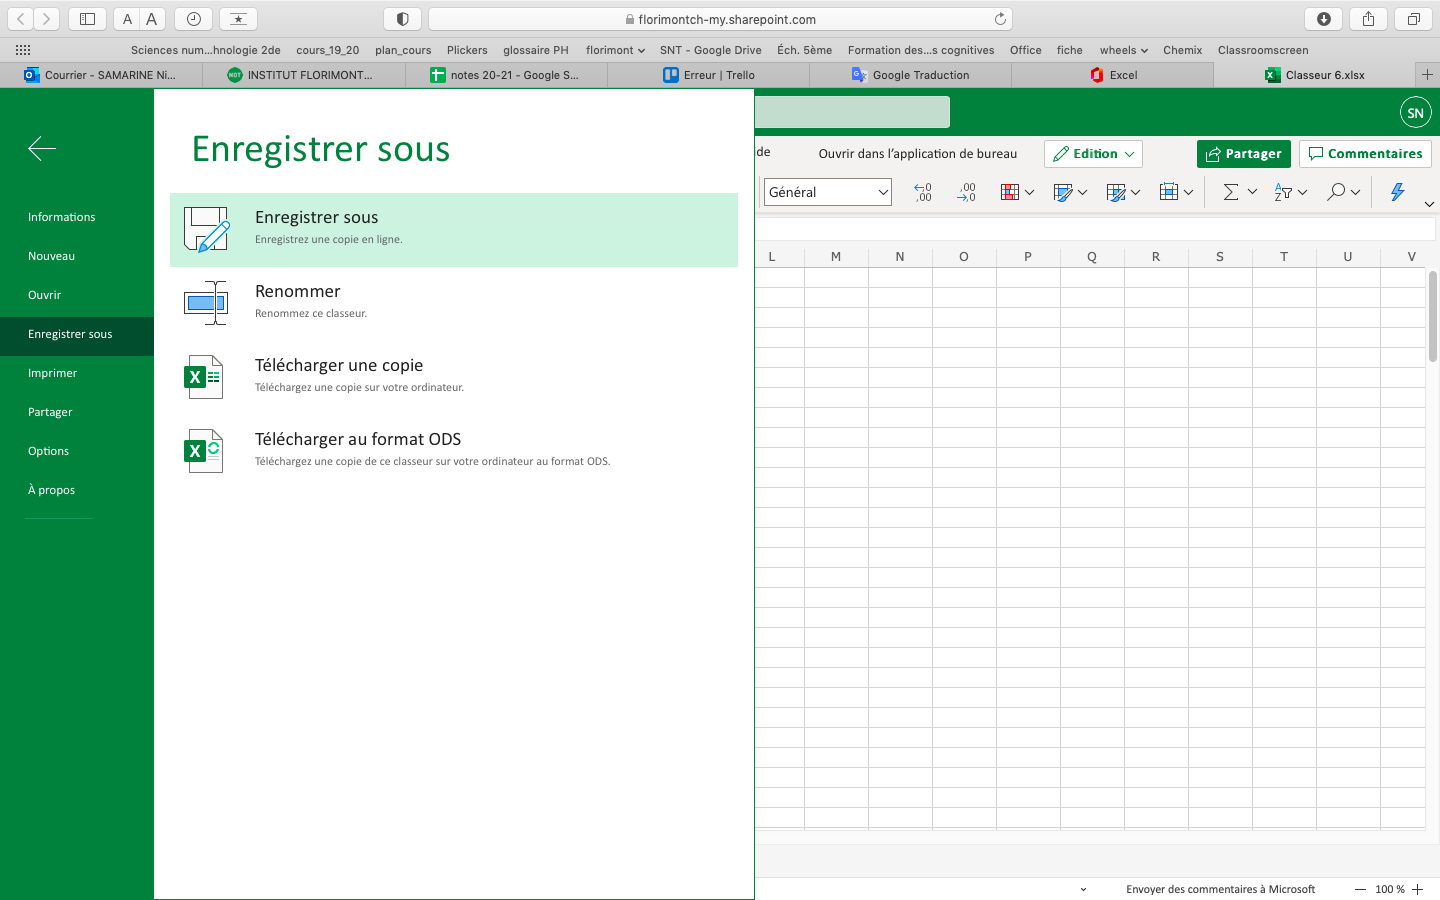 A A
florimontch-my.sharepoint.com
Sciences num...hnologie 2de cours_19_20 plan_cours Plickers glossaire PH florimont SNT - Google Drive Éch. 5ème Formation des...s cognitives Office fiche wheels Chemix Classroomscreen
Courrier - SAMARINE Ni... INSTITUT FLORIMONT... notes 20-21 - Google S... Erreur | Trello Google Traduction Excel Classeur 6.xlsx
SN
Enregistrer sous
de Ouvrir dans l'application de bureau Edition Partager Commentaires
Général
Enregistrer sous
Enregistrez une copie en ligne.
Renommer
Renommez ce classeur.
Télécharger une copie
Téléchargez une copie sur votre ordinateur.
Télécharger au format ODS
Téléchargez une copie de ce classeur sur votre ordinateur au format ODS.
Informations
Nouveau
Ouvrir
Enregistrer sous
Imprimer
Partager
Options
À propos
L M N O P Q R S T U V
Envoyer des commentaires à Microsoft 100 %